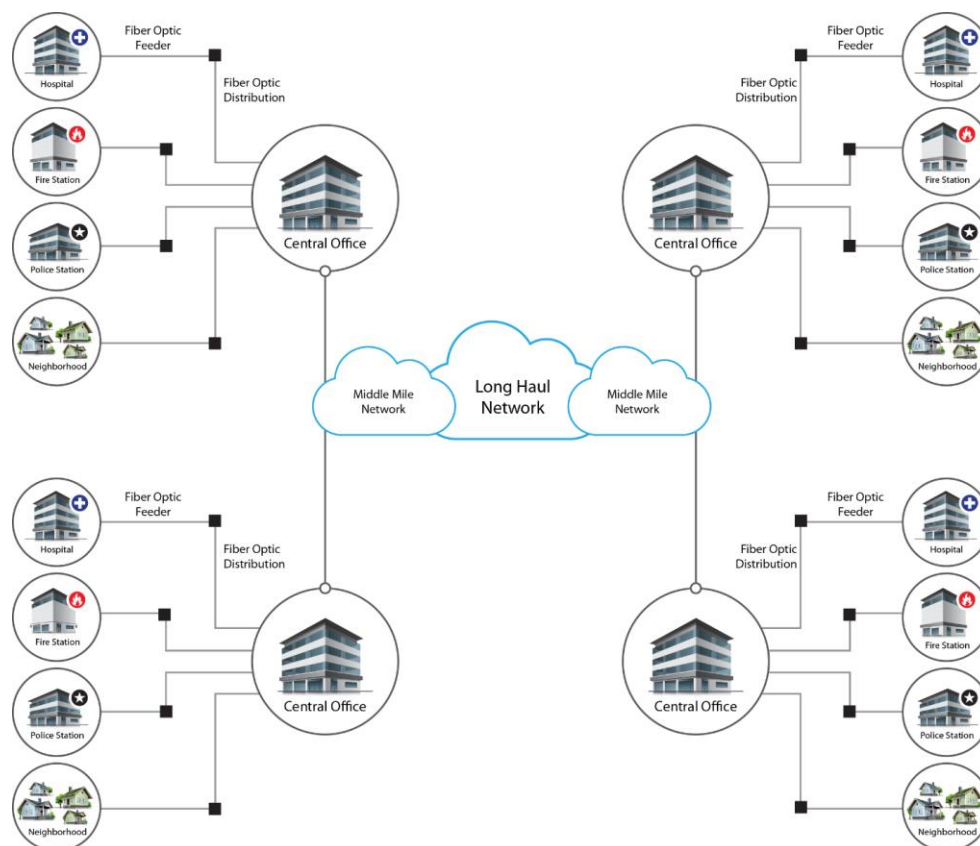 Fiber Optic
Feeder
Hospital
Fiber Optic
Distribution
Fire Station
Police Station
Neighborhood
Central Office
Fiber Optic
Feeder
Hospital
Fiber Optic
Distribution
Fire Station
Police Station
Neighborhood
Central Office
Middle Mile
Network
Long Haul
Network
Middle Mile
Network
Fiber Optic
Feeder
Hospital
Fiber Optic
Distribution
Fire Station
Police Station
Neighborhood
Central Office
Fiber Optic
Feeder
Hospital
Fiber Optic
Distribution
Fire Station
Police Station
Neighborhood
Central Office